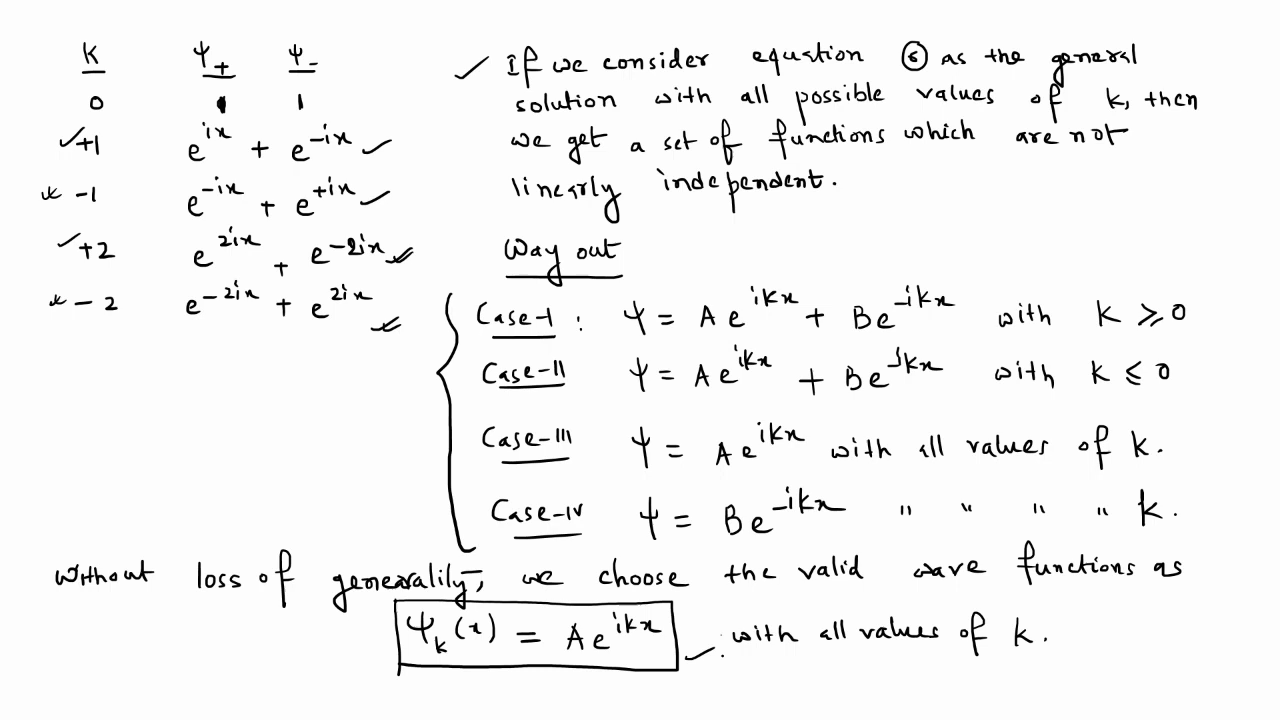 k ψ₊ ψ₋
0 1 1
✓+1 e^{ix} + e^{-ix} ✓
× -1 e^{-ix} + e^{+ix} ✓
✓+2 e^{2ix} + e^{-2ix} ✓
× -2 e^{-2ix} + e^{2ix} ✓
✓ If we consider equation ⑥ as the general
solution with all possible values of k, then
we get a set of functions which are not
linearly independent.
Way out
Case-I : ψ = Ae^{ikx} + Be^{-ikx} with k ≥ 0
Case-II ψ = Ae^{ikx} + Be^{-ikx} with k ≤ 0
Case-III ψ = Ae^{ikx} with all values of k.
Case-IV ψ = Be^{-ikx} " " " " k.
Without loss of generality, we choose the valid wave functions as
ψₖ(x) = Ae^{ikx} ✓: with all values of k.